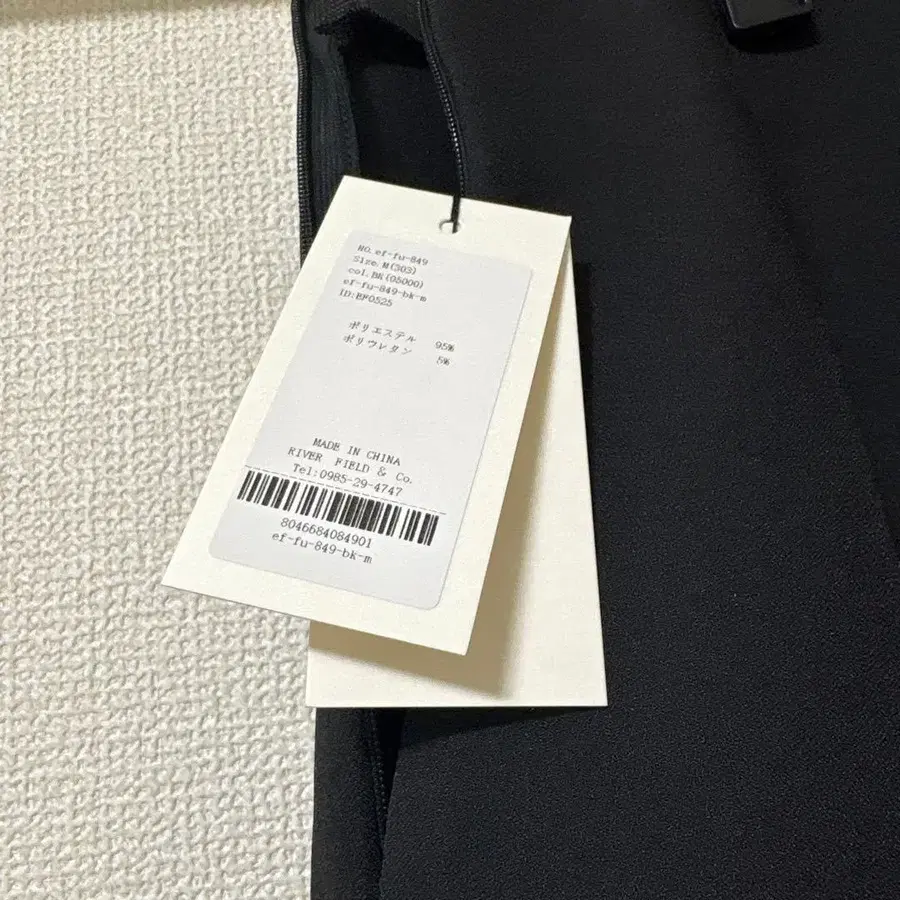 NO.ef-fu-849
Size.M(303)
col.BK(05000)
ef-fu-849-bk-m
ID:EF0525
ポリエステル 95%
ポリウレタン 5%
MADE IN CHINA
RIVER FIELD & Co.
Tel:0985-29-4747
8046684084901
ef-fu-849-bk-m